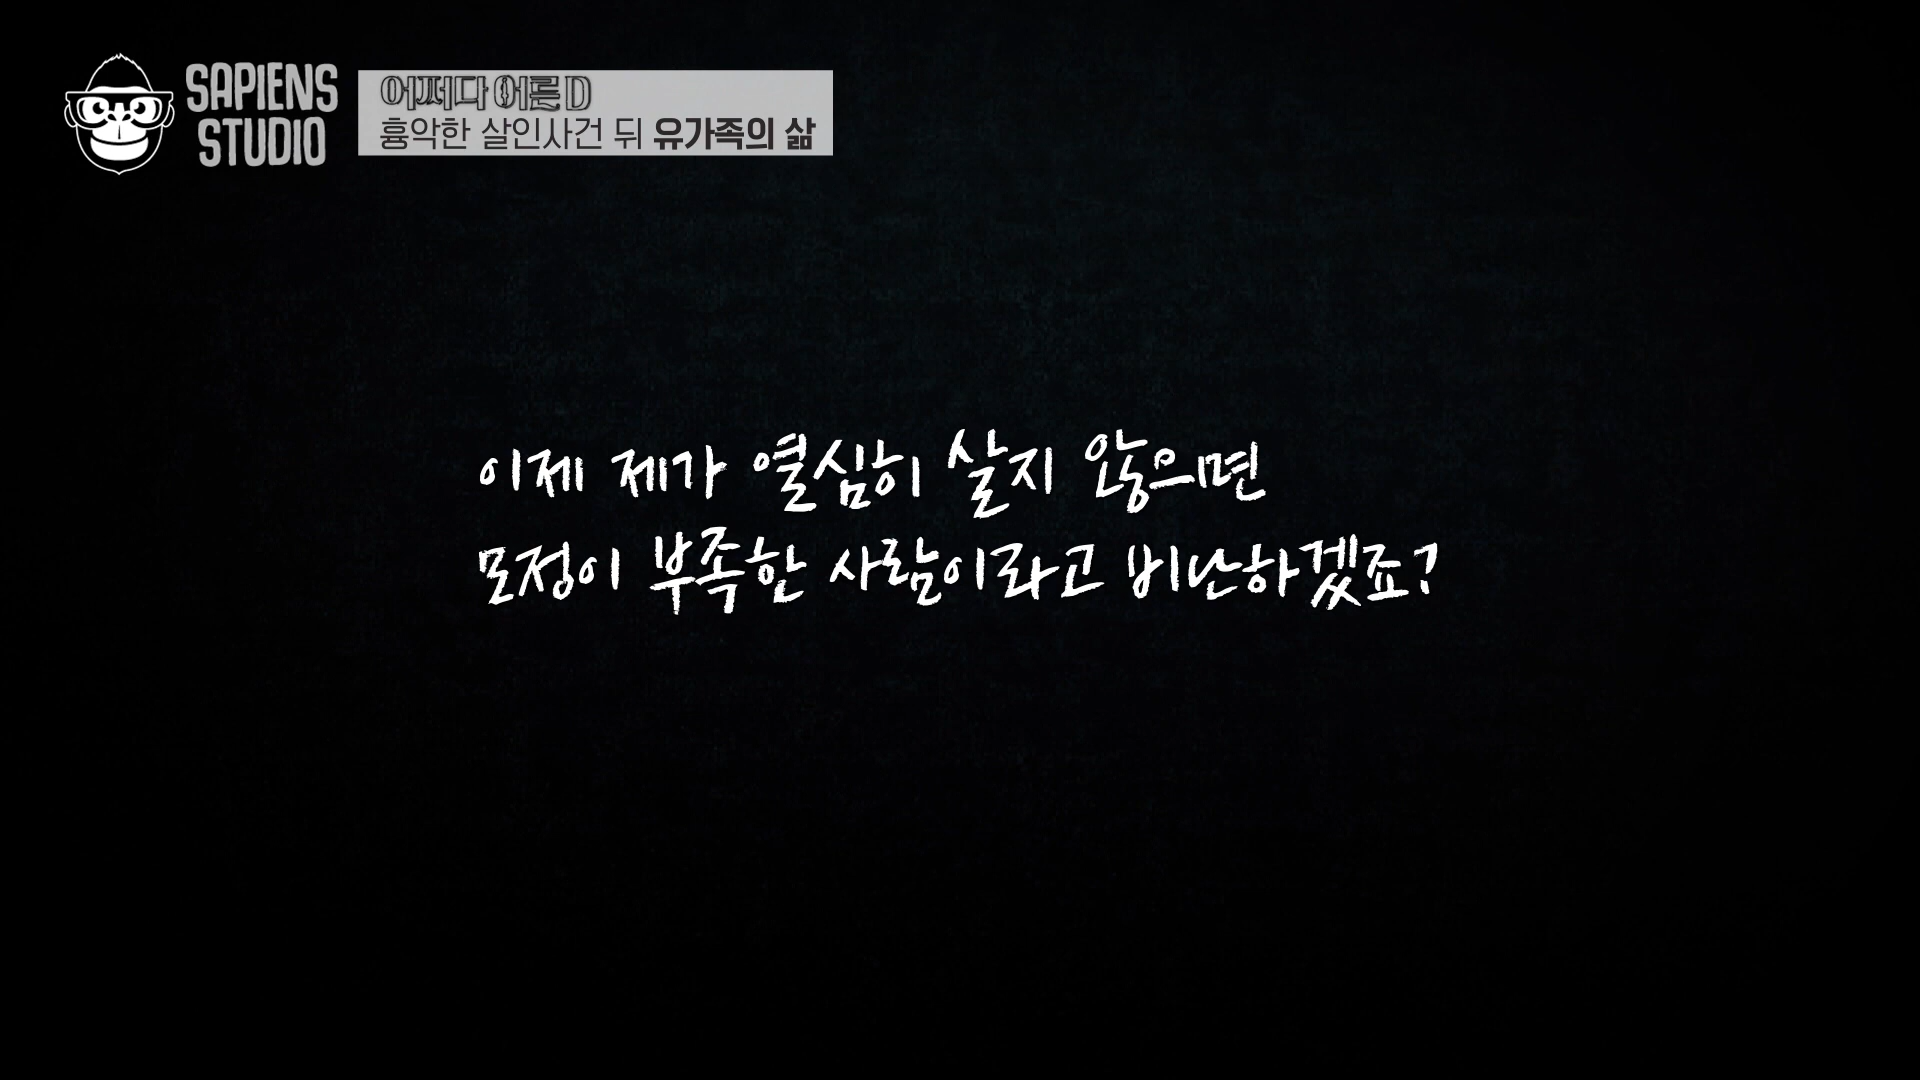 SAPIENS
STUDIO
어쩌다 어른 D
흉악한 살인사건 뒤 유가족의 삶
이제 제가 열심히 살지 않으면
모정이 부족한 사람이라고 비난하겠죠?